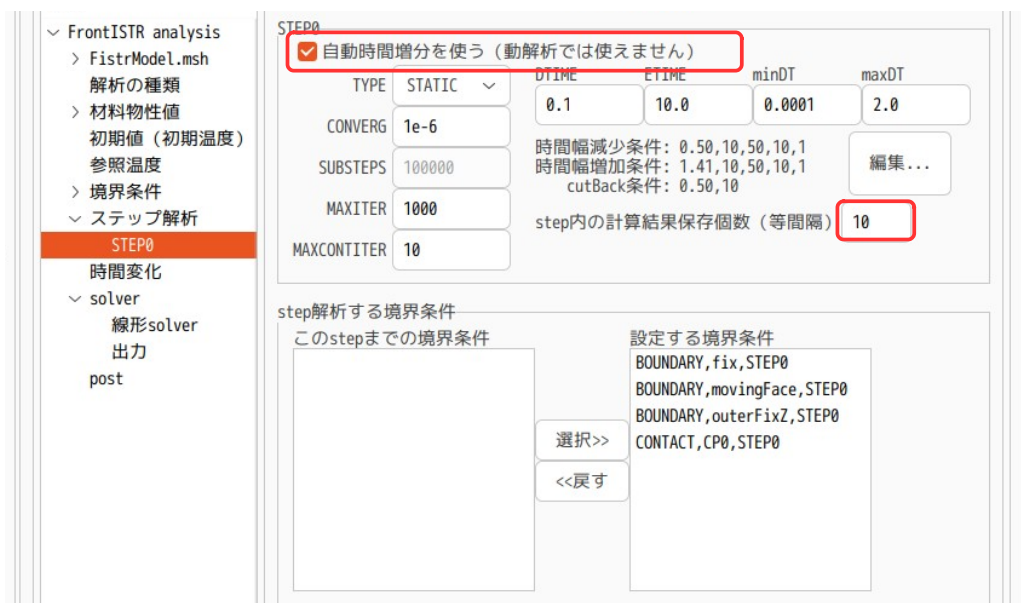 FrontISTR analysis
FistrModel.msh
解析の種類
材料物性値
初期値（初期温度）
参照温度
境界条件
ステップ解析
STEP0
時間変化
solver
線形solver
出力
post
STEP0
自動時間増分を使う（動解析では使えません）
TYPE STATIC
CONVERG 1e-6
SUBSTEPS 100000
MAXITER 1000
MAXCONTITER 10
DTIME ETIME minDT maxDT
0.1 10.0 0.0001 2.0
時間幅減少条件: 0.50,10,50,10,1
時間幅増加条件: 1.41,10,50,10,1
cutBack条件: 0.50,10
編集...
step内の計算結果保存個数（等間隔） 10
step解析する境界条件
このstepまでの境界条件
選択>>
<<戻す
設定する境界条件
BOUNDARY,fix,STEP0
BOUNDARY,movingFace,STEP0
BOUNDARY,outerFixZ,STEP0
CONTACT,CP0,STEP0